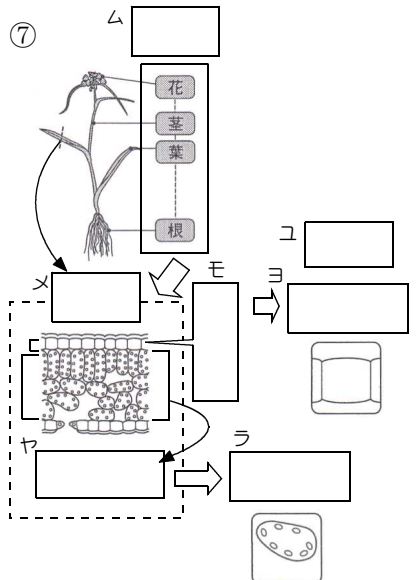 ⑦
ム
花
茎
葉
根
メ
モ
ユ
ヨ
ヤ
ラ